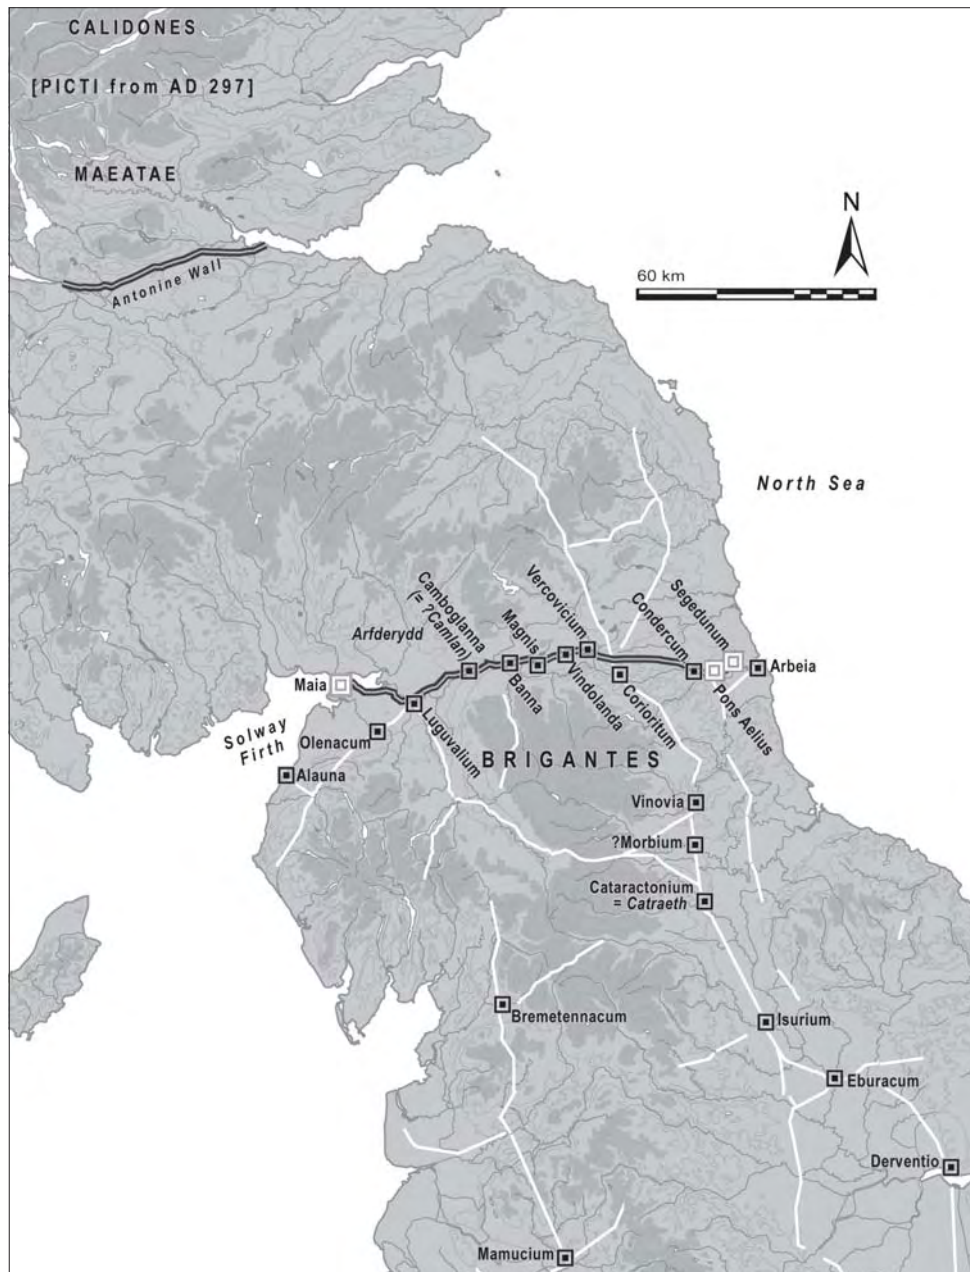 CALIDONES
[PICTI from AD 297]
MAEATAE
Antonine Wall
N
60 km
North Sea
Arfderydd
Camboglanna
(= ?Camlan)
Magnis
Vercovicium
Condercum
Segedunum
Maia
Banna
Vindolanda
Corioritum
Pons Aelius
Arbeia
Solway
Firth
Olenacum
Luguvalium
Alauna
BRIGANTES
Vinovia
?Morbium
Cataractonium
= Catraeth
Bremetennacum
Isurium
Eburacum
Derventio
Mamucium